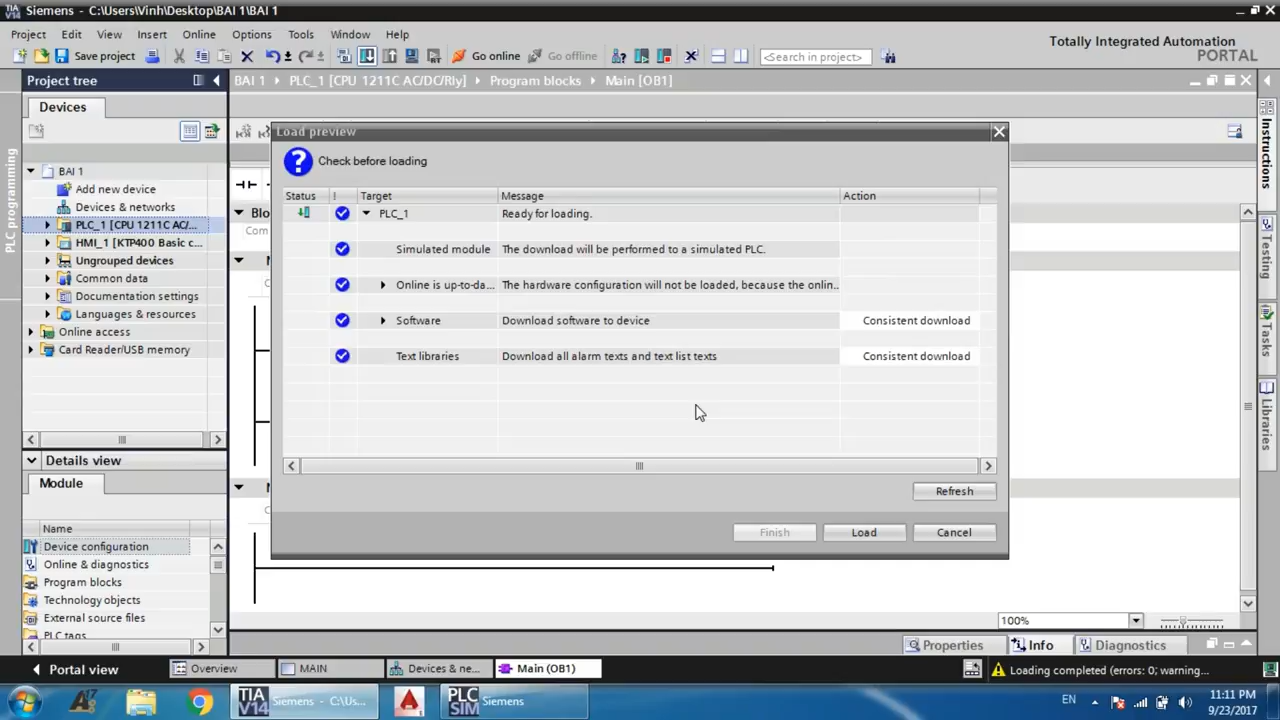 Siemens - C:\Users\Vinh\Desktop\BAI 1\BAI 1
TIA V14
Project Edit View Insert Online Options Tools Window Help
Totally Integrated Automation
PORTAL
Save project
Go online
Go offline
<Search in project>
Project tree
BAI 1 PLC_1 [CPU 1211C AC/DC/Rly] Program blocks Main [OB1]
Devices
PLC programming
BAI 1
Add new device
Devices & networks
PLC_1 [CPU 1211C AC/...
HMI_1 [KTP400 Basic c...
Ungrouped devices
Common data
Documentation settings
Languages & resources
Online access
Card Reader/USB memory
Details view
Module
Name
Device configuration
Online & diagnostics
Program blocks
Technology objects
External source files
PLC tags
Blo
Com
Load preview
Check before loading
Status ! Target Message Action
PLC_1 Ready for loading.
Simulated module The download will be performed to a simulated PLC.
Online is up-to-da... The hardware configuration will not be loaded, because the onlin..
Software Download software to device Consistent download
Text libraries Download all alarm texts and text list texts Consistent download
Refresh
Finish Load Cancel
100%
Instructions
Testing
Tasks
Libraries
Properties Info Diagnostics
Portal view Overview MAIN Devices & ne... Main (OB1)
Loading completed (errors: 0; warning...
TIA V14 Siemens - C:\Us...
PLC SIM Siemens
EN
11:11 PM
9/23/2017